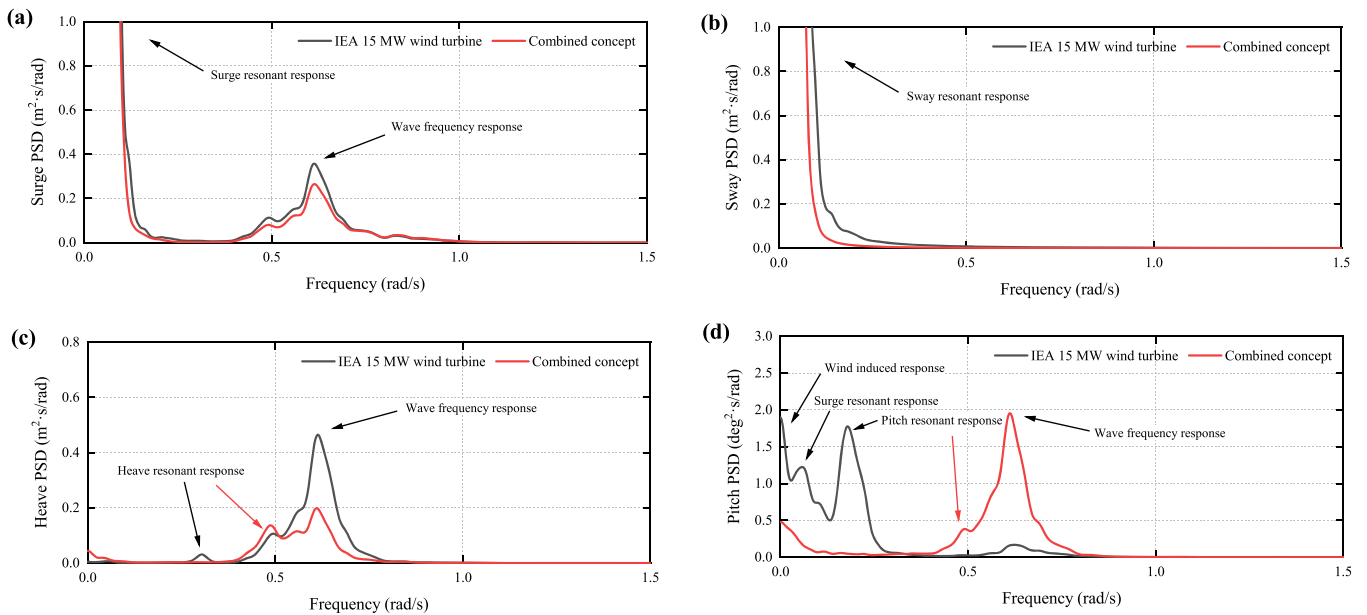 (a)
1.0
0.8
0.6
0.4
0.2
0.0
Surge PSD (m²·s/rad)
IEA 15 MW wind turbine
Combined concept
Surge resonant response
Wave frequency response
0.0
0.5
1.0
1.5
Frequency (rad/s)
(b)
1.0
0.8
0.6
0.4
0.2
0.0
Sway PSD (m²·s/rad)
IEA 15 MW wind turbine
Combined concept
Sway resonant response
0.0
0.5
1.0
1.5
Frequency (rad/s)
(c)
0.8
0.6
0.4
0.2
0.0
Heave PSD (m²·s/rad)
IEA 15 MW wind turbine
Combined concept
Wave frequency response
Heave resonant response
0.0
0.5
1.0
1.5
Frequency (rad/s)
(d)
3.0
2.5
2.0
1.5
1.0
0.5
0.0
Pitch PSD (deg²·s/rad)
IEA 15 MW wind turbine
Combined concept
Wind induced response
Surge resonant response
Pitch resonant response
Wave frequency response
0.0
0.5
1.0
1.5
Frequency (rad/s)